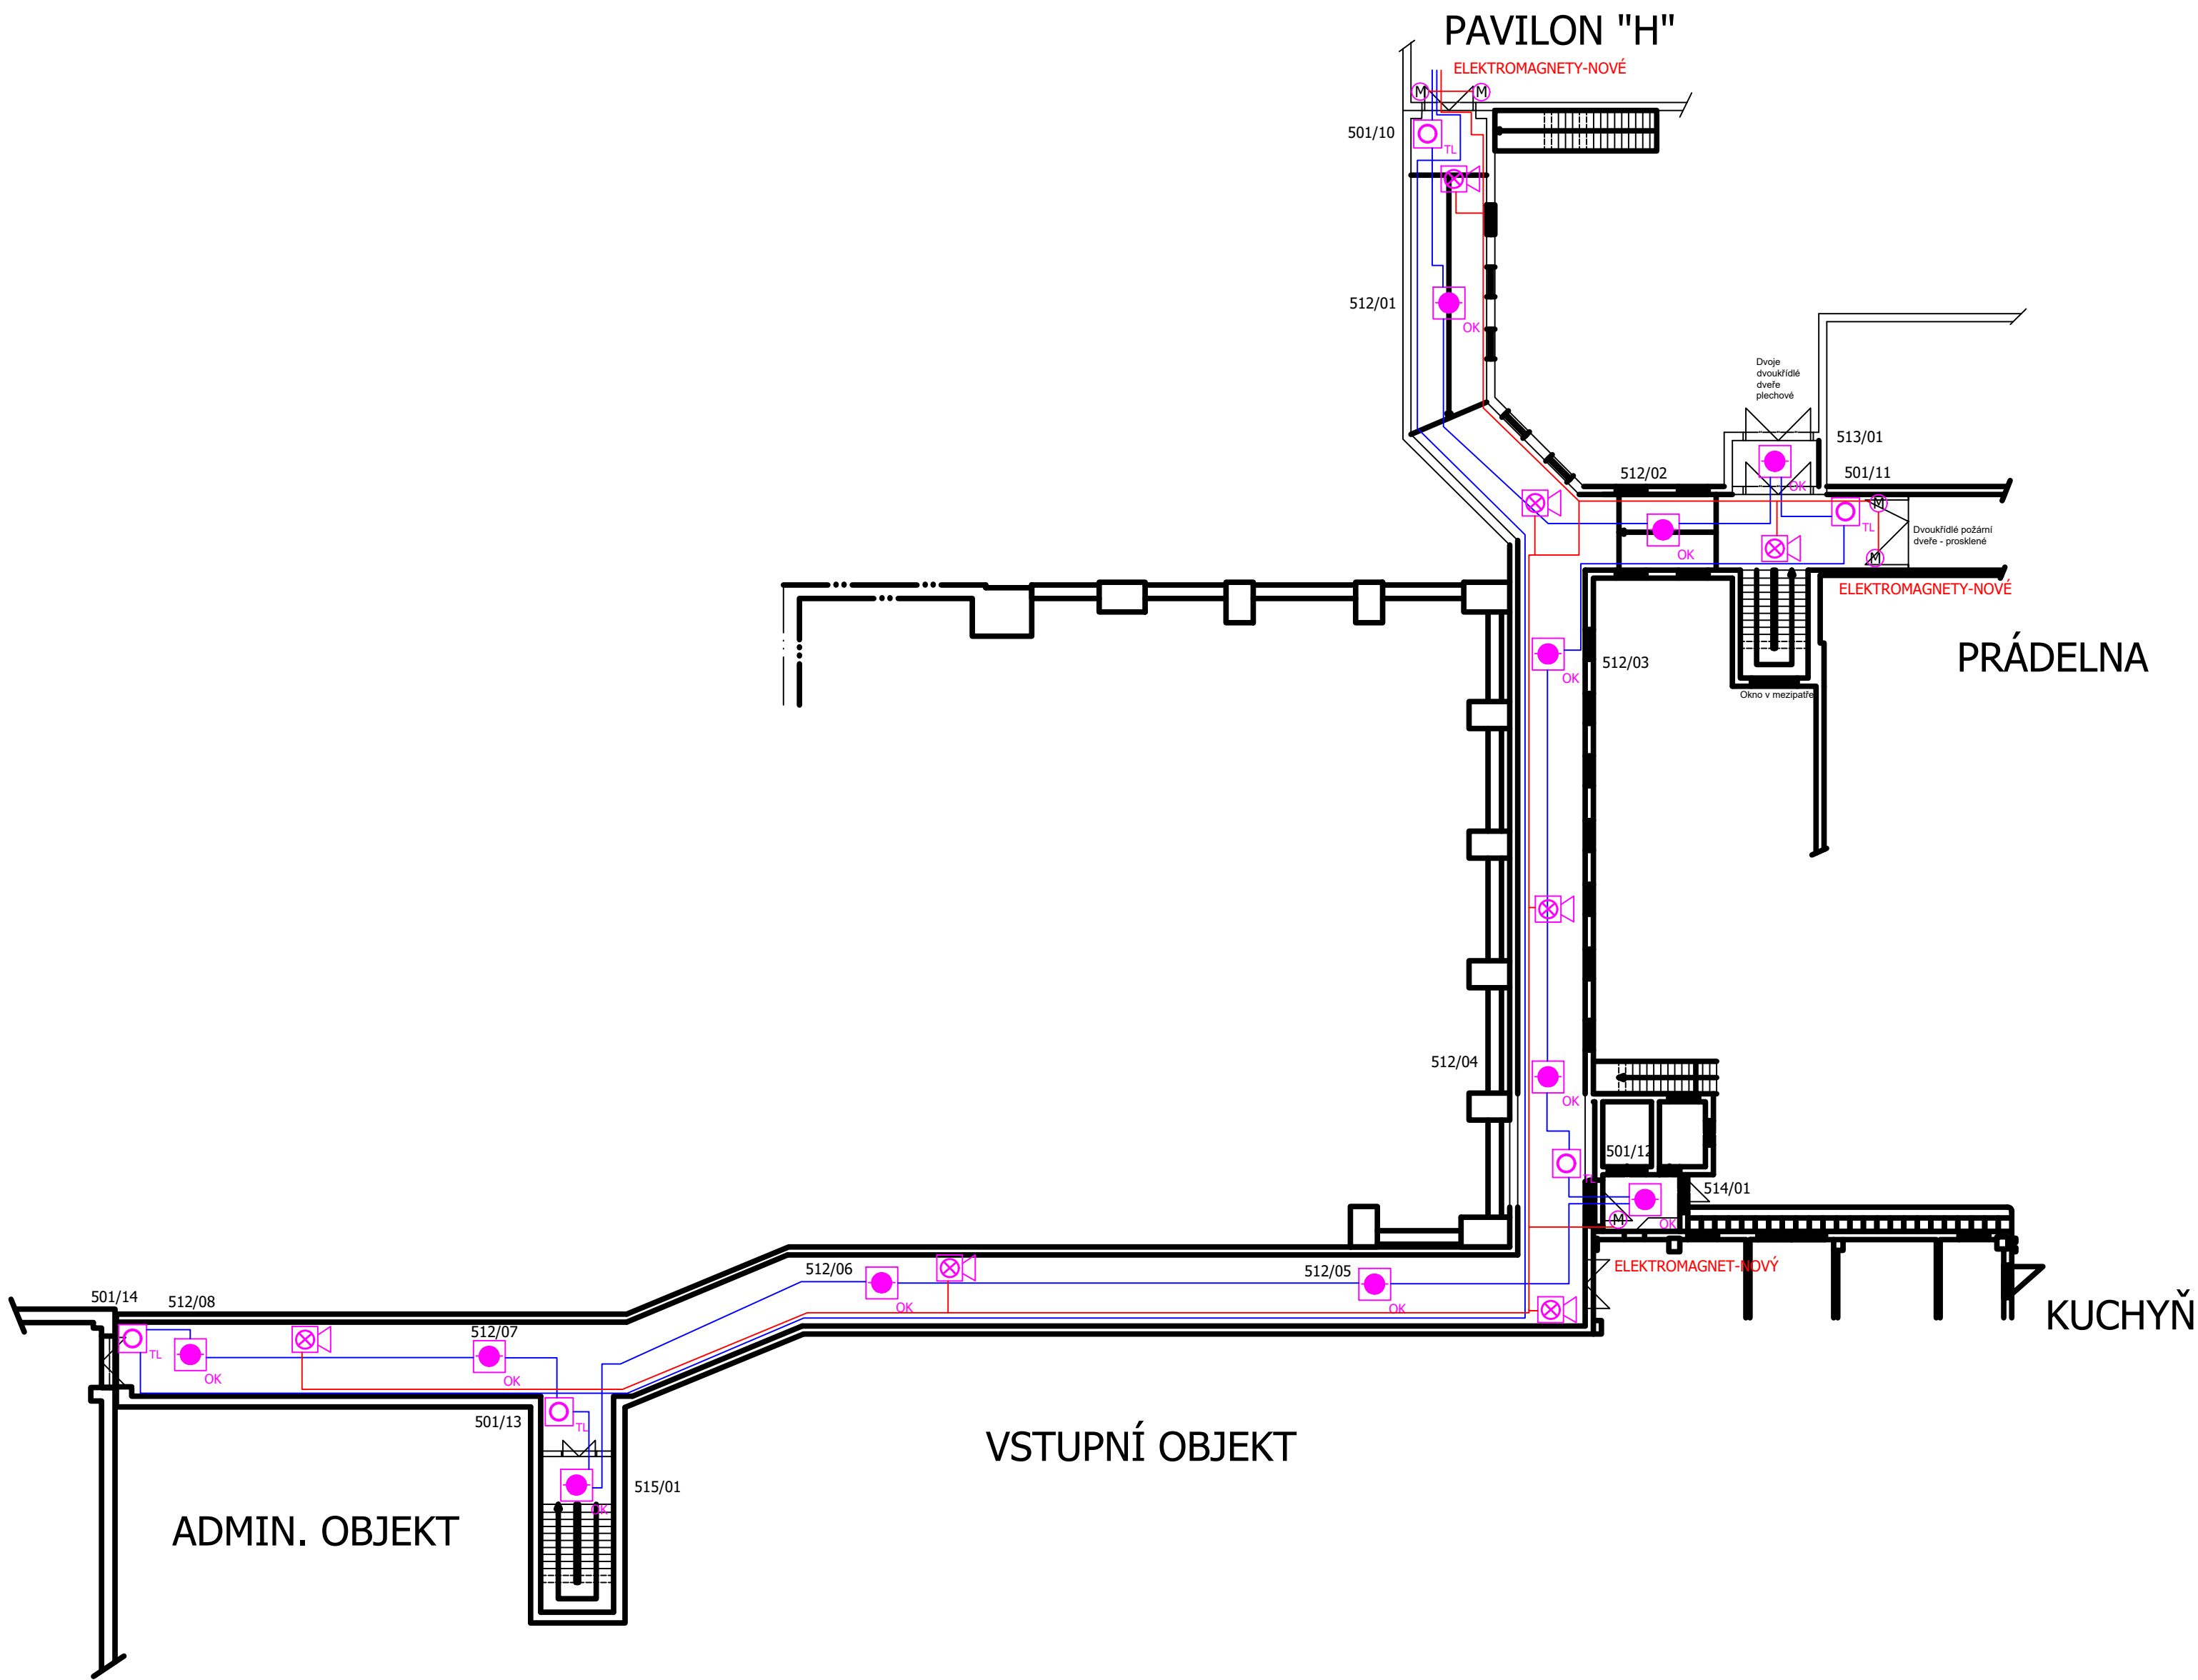 PAVILON "H"
ELEKTROMAGNETY-NOVÉ
M
M
501/10
TL
512/01
OK
Dvoje
dvoukřídlé
dveře
plechové
513/01
512/02
501/11
OK
M
TL
Dvoukřídlé požární
dveře - prosklené
OK
M
ELEKTROMAGNETY-NOVÉ
PRÁDELNA
512/03
OK
Okno v mezipatře
512/04
OK
501/12
TL
514/01
M
OK
ELEKTROMAGNET-NOVÝ
KUCHYŇ
512/06
512/05
OK
OK
501/14
512/08
512/07
TL
OK
OK
501/13
TL
VSTUPNÍ OBJEKT
515/01
OK
ADMIN. OBJEKT